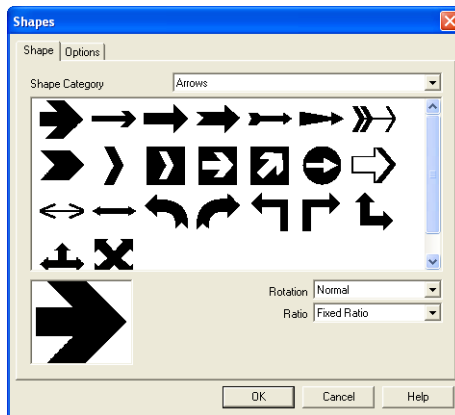 Shapes
Shape Options
Shape Category Arrows
Rotation Normal
Ratio Fixed Ratio
OK Cancel Help